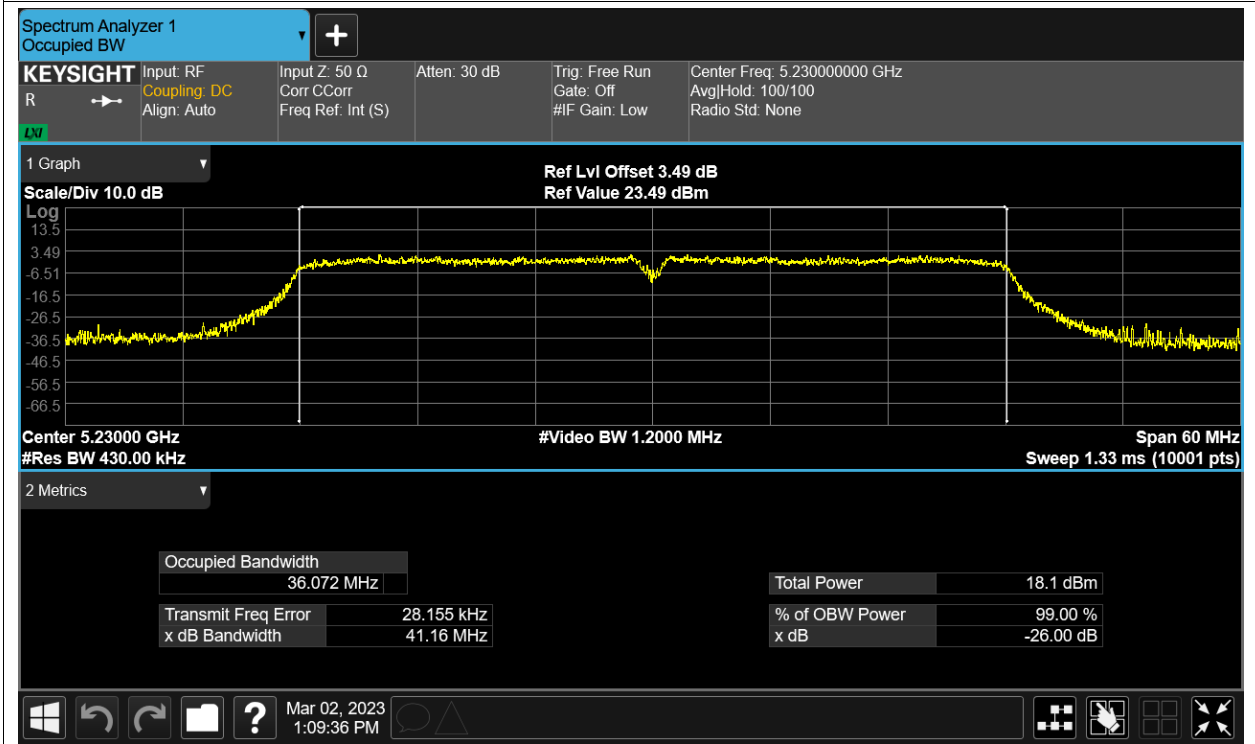 Spectrum Analyzer 1
Occupied BW
KEYSIGHT
R
LXI
Input: RF
Coupling: DC
Align: Auto
Input Z: 50 Ω
Corr CCorr
Freq Ref: Int (S)
Atten: 30 dB
Trig: Free Run
Gate: Off
#IF Gain: Low
Center Freq: 5.230000000 GHz
Avg|Hold: 100/100
Radio Std: None
1 Graph
Scale/Div 10.0 dB
Ref Lvl Offset 3.49 dB
Ref Value 23.49 dBm
Log
13.5
3.49
-6.51
-16.5
-26.5
-36.5
-46.5
-56.5
-66.5
Center 5.23000 GHz
#Video BW 1.2000 MHz
Span 60 MHz
#Res BW 430.00 kHz
Sweep 1.33 ms (10001 pts)
2 Metrics
Occupied Bandwidth
36.072 MHz
Transmit Freq Error 28.155 kHz
x dB Bandwidth 41.16 MHz
Total Power 18.1 dBm
% of OBW Power 99.00 %
x dB -26.00 dB
?
Mar 02, 2023
1:09:36 PM